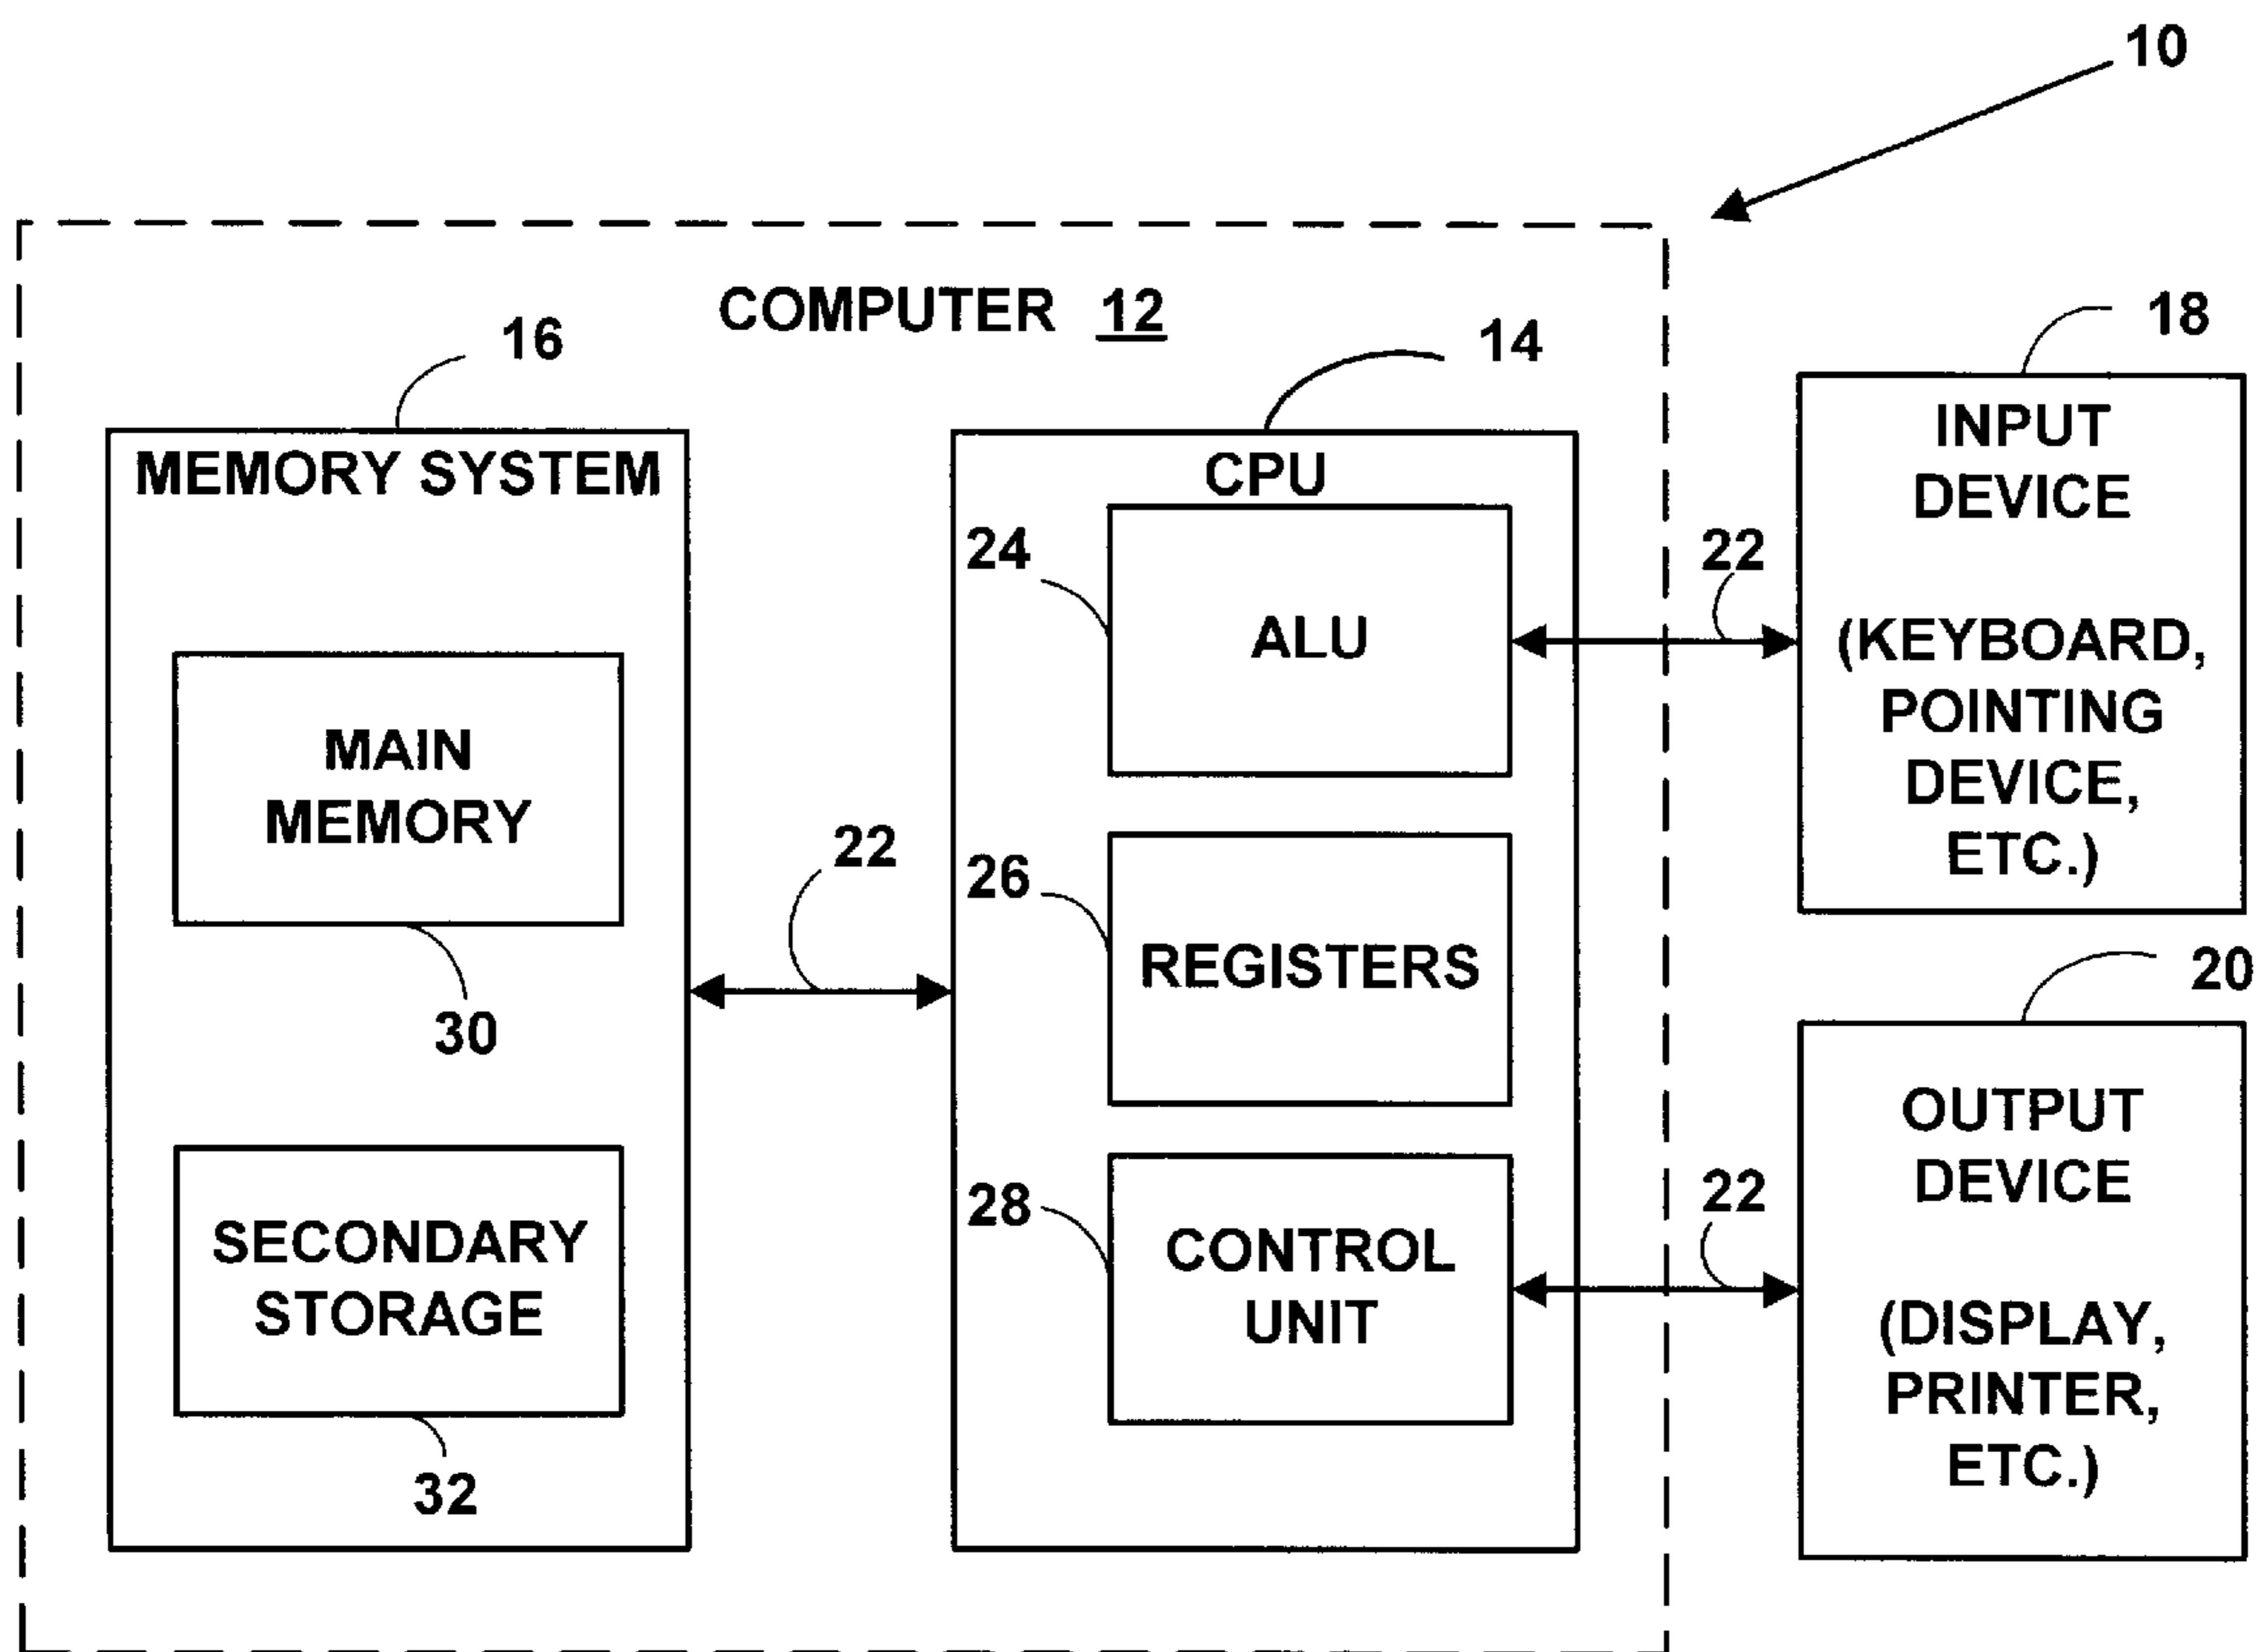 10
COMPUTER 12
16
14
18
MEMORY SYSTEM
MAIN
MEMORY
30
SECONDARY
STORAGE
32
22
CPU
24
ALU
26
REGISTERS
28
CONTROL
UNIT
22
INPUT
DEVICE
(KEYBOARD,
POINTING
DEVICE,
ETC.)
20
22
OUTPUT
DEVICE
(DISPLAY,
PRINTER,
ETC.)